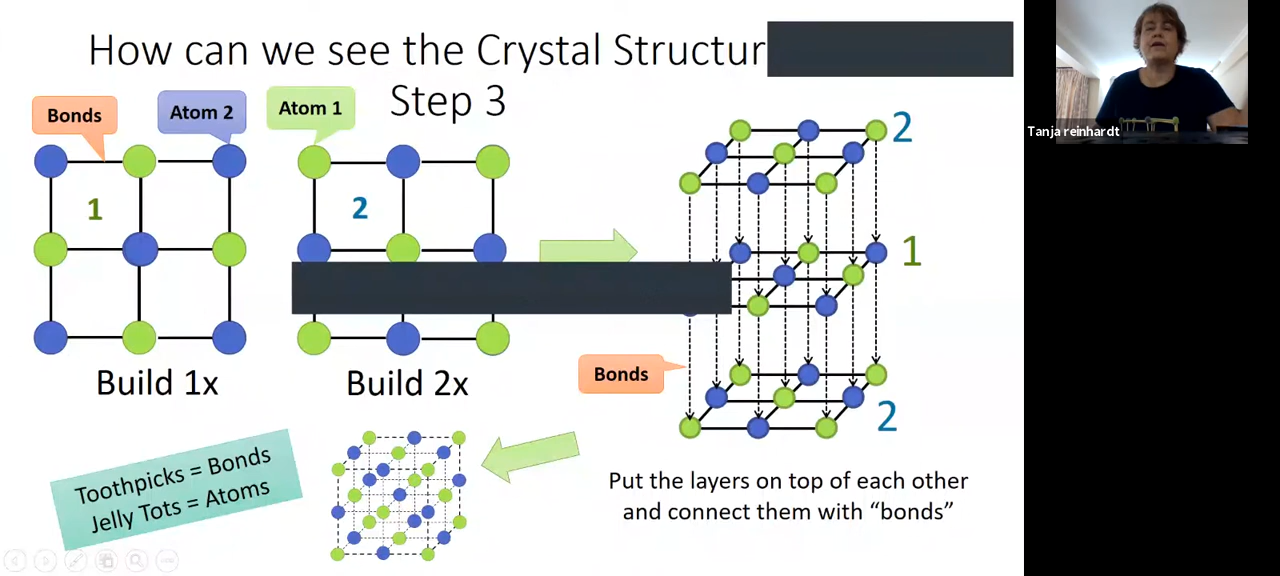 How can we see the Crystal
Step 3
Bonds
Atom 2
Atom 1
1
2
2
1
2
Build 1x
Build 2x
Bonds
Toothpicks = Bonds
Jelly Tots = Atoms
Put the layers on top of each other
and connect them with “bonds”
Tanja reinhardt